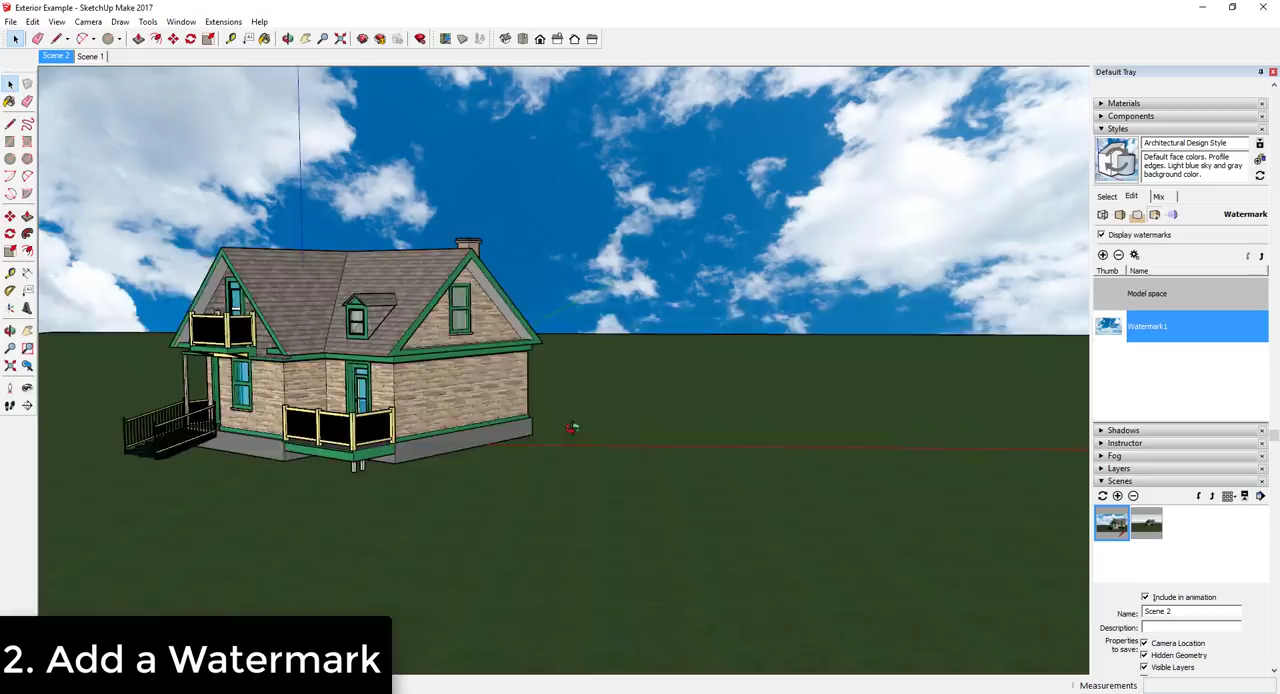 Exterior Example - SketchUp Make 2017
File Edit View Camera Draw Tools Window Extensions Help
Scene 2 Scene 1
Default Tray
Materials
Components
Styles
Architectural Design Style
Default face colors. Profile
edges. Light blue sky and gray
background color.
Select Edit Mix
Watermark
Display watermarks
Thumb Name
Model space
Watermark1
Shadows
Instructor
Fog
Layers
Scenes
Include in animation
Name: Scene 2
Description:
Properties
to save:
Camera Location
Hidden Geometry
Visible Layers
2. Add a Watermark
Measurements